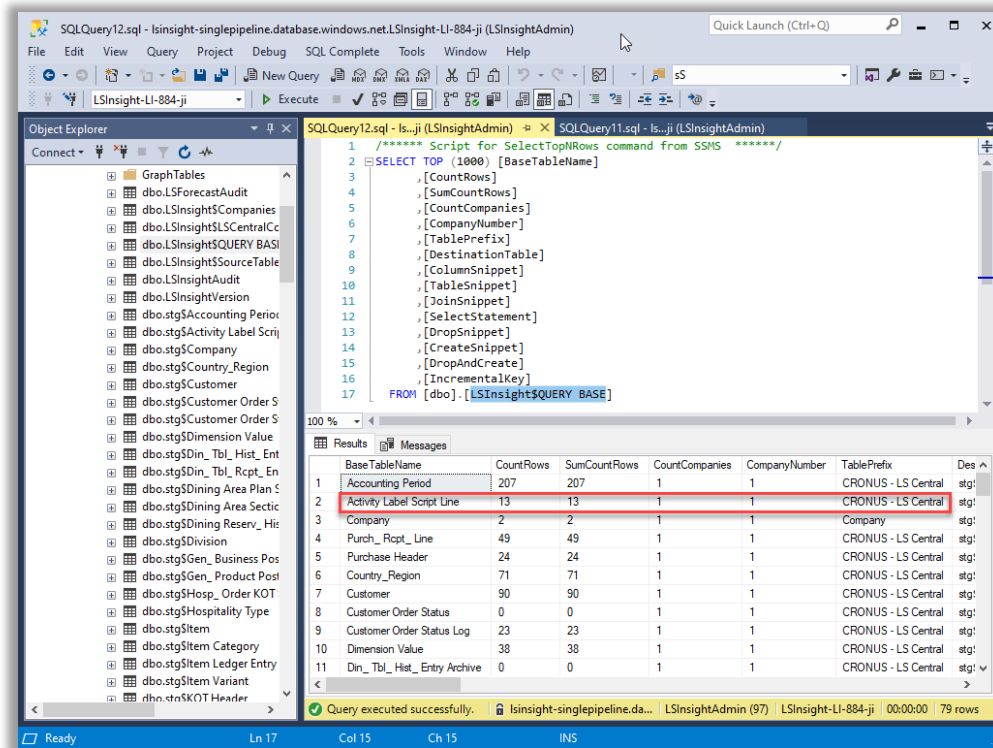 SQLQuery12.sql - lsinsight-singlepipeline.database.windows.net.LSInsight-LI-884-ji (LSInsightAdmin)
Quick Launch (Ctrl+Q)
File Edit View Query Project Debug SQL Complete Tools Window Help
New Query MDX DMX XMLA DAX sS
LSInsight-LI-884-ji Execute
Object Explorer
Connect
GraphTables
dbo.LSForecastAudit
dbo.LSInsight$Companies
dbo.LSInsight$LSCentralCc
dbo.LSInsight$QUERY BASI
dbo.LSInsight$SourceTable
dbo.LSInsightAudit
dbo.LSInsightVersion
dbo.stg$Accounting Perioc
dbo.stg$Activity Label Scrip
dbo.stg$Company
dbo.stg$Country_Region
dbo.stg$Customer
dbo.stg$Customer Order S
dbo.stg$Customer Order S
dbo.stg$Dimension Value
dbo.stg$Din_ Tbl_ Hist_ Ent
dbo.stg$Din_ Tbl_ Rcpt_ En
dbo.stg$Dining Area Plan S
dbo.stg$Dining Area Sectic
dbo.stg$Dining Reserv_ His
dbo.stg$Division
dbo.stg$Gen_ Business Pos
dbo.stg$Gen_ Product Post
dbo.stg$Hosp_ Order KOT
dbo.stg$Hospitality Type
dbo.stg$Item
dbo.stg$Item Category
dbo.stg$Item Ledger Entry
dbo.stg$Item Variant
dbo.stg$KOT Header
SQLQuery12.sql - ls...ji (LSInsightAdmin) SQLQuery11.sql - ls...ji (LSInsightAdmin)
1 /****** Script for SelectTopNRows command from SSMS ******/
2 SELECT TOP (1000) [BaseTableName]
3 ,[CountRows]
4 ,[SumCountRows]
5 ,[CountCompanies]
6 ,[CompanyNumber]
7 ,[TablePrefix]
8 ,[DestinationTable]
9 ,[ColumnSnippet]
10 ,[TableSnippet]
11 ,[JoinSnippet]
12 ,[SelectStatement]
13 ,[DropSnippet]
14 ,[CreateSnippet]
15 ,[DropAndCreate]
16 ,[IncrementalKey]
17 FROM [dbo].[LSInsight$QUERY BASE]
100 %
Results Messages
BaseTableName CountRows SumCountRows CountCompanies CompanyNumber TablePrefix Des
1 Accounting Period 207 207 1 1 CRONUS - LS Central stg$
2 Activity Label Script Line 13 13 1 1 CRONUS - LS Central stg$
3 Company 2 2 1 1 Company stg$
4 Purch_ Rcpt_ Line 49 49 1 1 CRONUS - LS Central stg$
5 Purchase Header 24 24 1 1 CRONUS - LS Central stg$
6 Country_Region 71 71 1 1 CRONUS - LS Central stg$
7 Customer 90 90 1 1 CRONUS - LS Central stg$
8 Customer Order Status 0 0 1 1 CRONUS - LS Central stg$
9 Customer Order Status Log 23 23 1 1 CRONUS - LS Central stg$
10 Dimension Value 38 38 1 1 CRONUS - LS Central stg$
11 Din_ Tbl_ Hist_ Entry Archive 0 0 1 1 CRONUS - LS Central stg$
Query executed successfully. lsinsight-singlepipeline.da... LSInsightAdmin (97) LSInsight-LI-884-ji 00:00:00 79 rows
Ready Ln 17 Col 15 Ch 15 INS